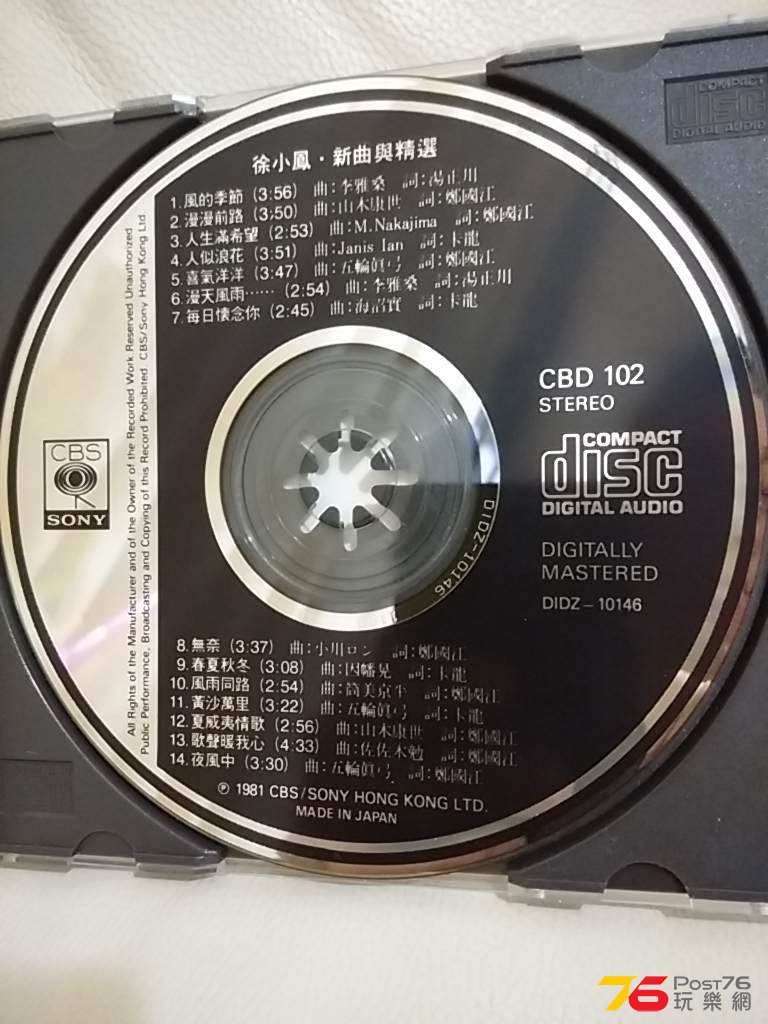 COMPACT
disc
DIGITAL AUDIO
徐小鳳·新曲與精選
1.風的季節 (3:56) 曲:李雅桑 詞:湯正川
2.漫漫前路 (3:50) 曲:山木康世 詞:鄭國江
3.人生滿希望 (2:53) 曲:M.Nakajima 詞:鄭國江
4.人似浪花 (3:51) 曲:Janis Ian 詞:卡龍
5.喜氣洋洋 (3:47) 曲:五輪眞弓 詞:鄭國江
6.漫天風雨…… (2:54) 曲:李雅桑 詞:湯正川
7.每日懷念你 (2:45) 曲:海沼實 詞:卡龍
All Rights of the Manufacturer and of the Owner of the Recorded Work Reserved Unauthorized
Public Performance, Broadcasting and Copying of this Record Prohibited CBS/Sony Hong Kong Ltd.
CBS
SONY
CBD 102
STEREO
COMPACT
disc
DIGITAL AUDIO
DIGITALLY
MASTERED
DIDZ-10146
DIDZ-10146
8.無奈 (3:37) 曲:小川ロン 詞:鄭國江
9.春夏秋冬 (3:08) 曲:因幡晃 詞:卡龍
10.風雨同路 (2:54) 曲:筒美京平 詞:鄭國江
11.黃沙萬里 (3:22) 曲:五輪眞弓 詞:卡龍
12.夏威夷情歌 (2:56) 曲:山木康世 詞:鄭國江
13.歌聲暖我心 (4:33) 曲:佐佐木勉 詞:鄭國江
14.夜風中 (3:30) 曲:五輪眞弓 詞:鄭國江
Ⓟ 1981 CBS/SONY HONG KONG LTD.
MADE IN JAPAN
76 POST76
玩樂網